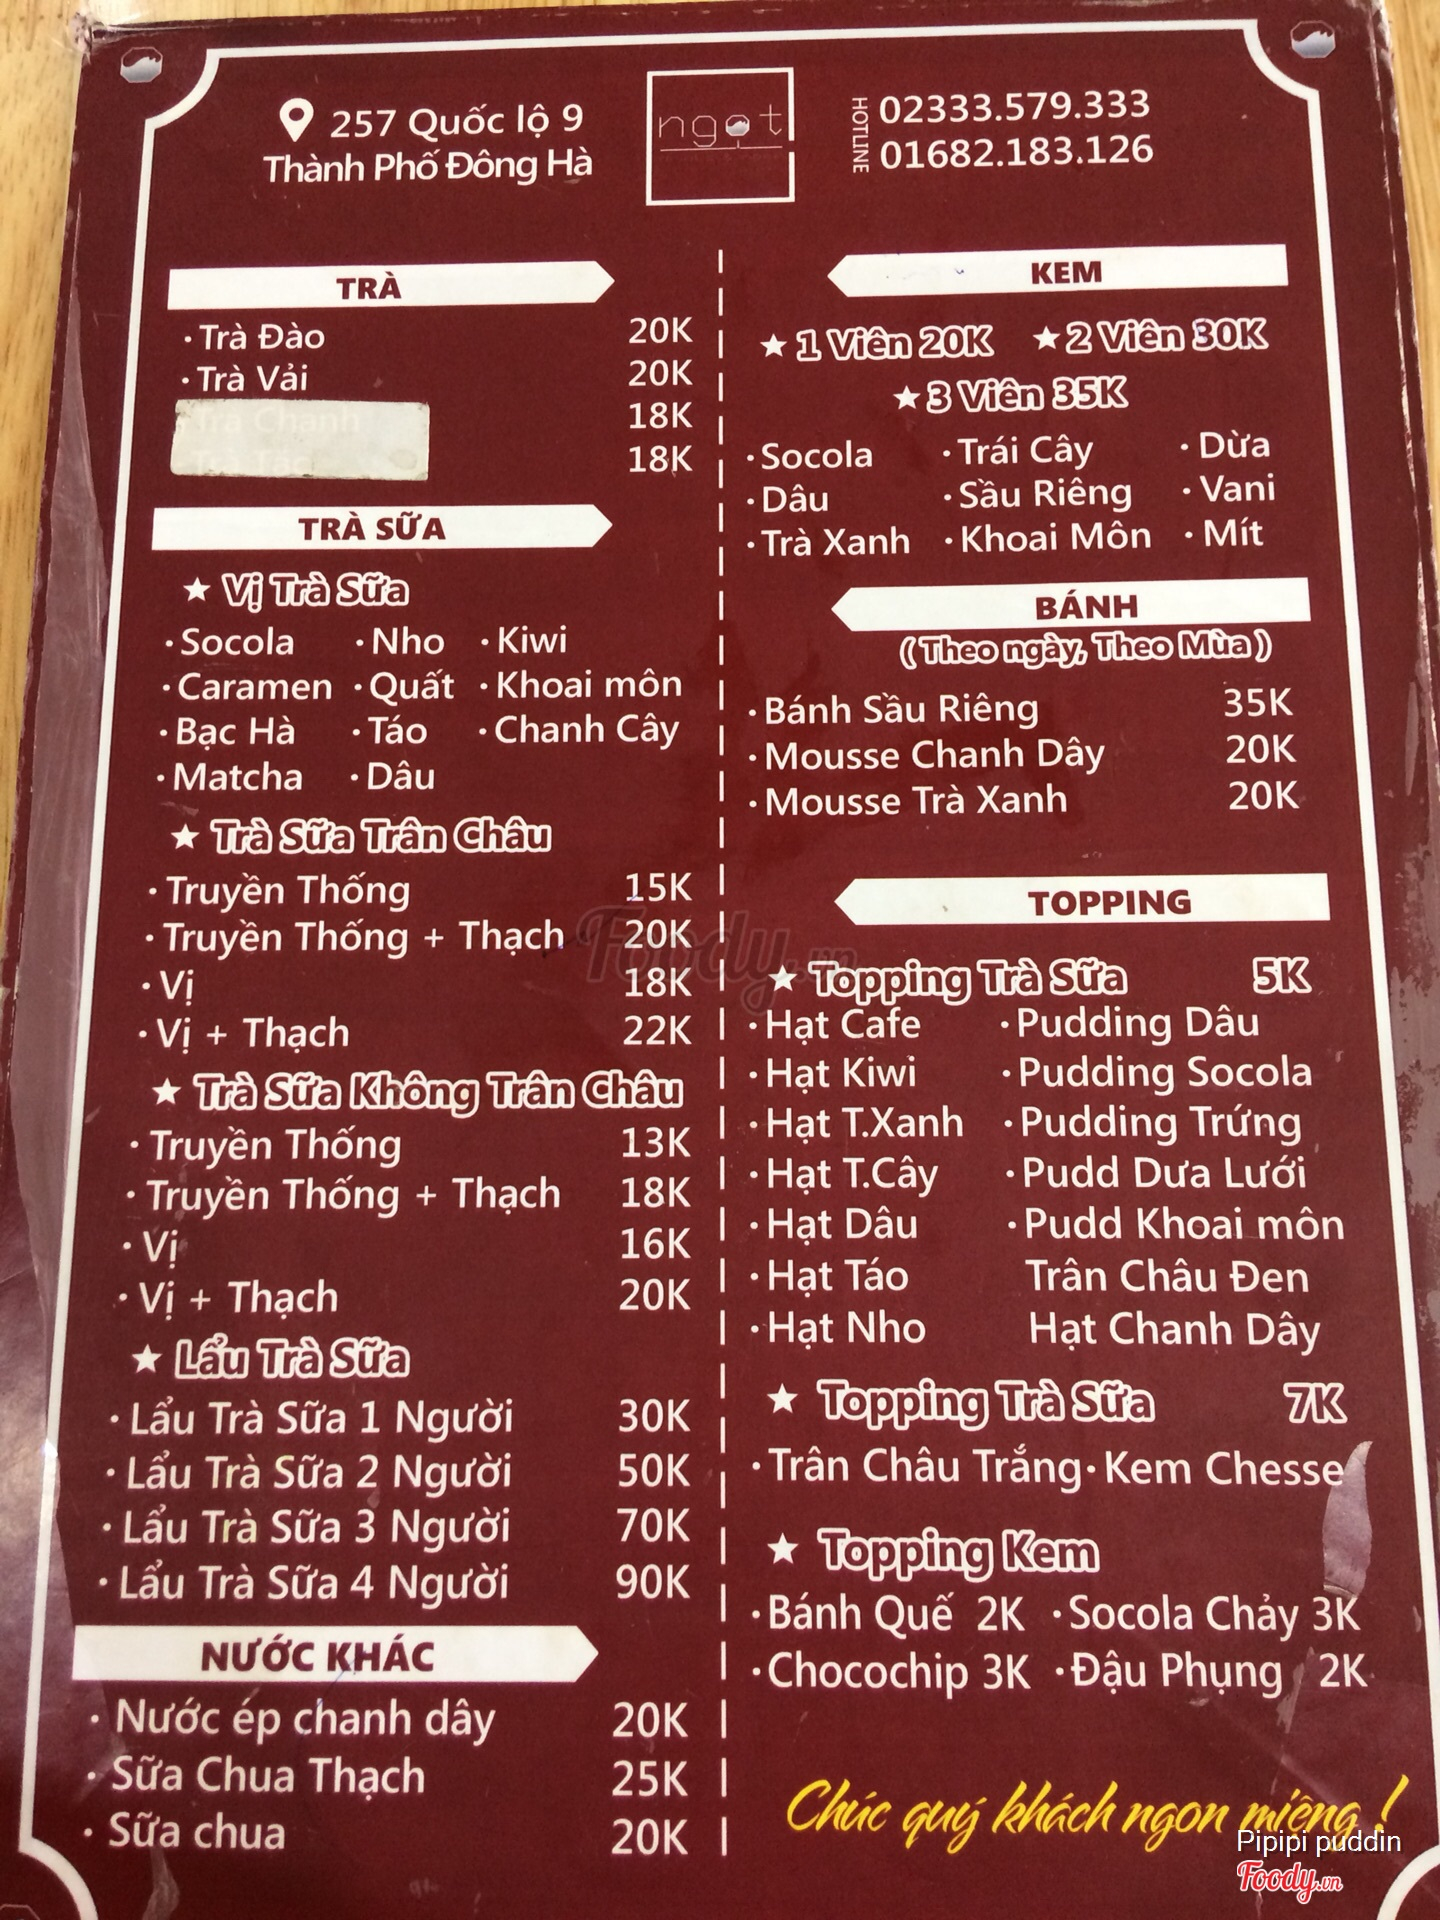 257 Quốc lộ 9
Thành Phố Đông Hà
ngọt
HOTLINE
02333.579.333
01682.183.126
TRÀ
· Trà Đào 20K
· Trà Vải 20K
Trà Chanh 18K
18K
TRÀ SỮA
★ Vị Trà Sữa
· Socola · Nho · Kiwi
· Caramen · Quất · Khoai môn
· Bạc Hà · Táo · Chanh Cây
· Matcha · Dâu
★ Trà Sữa Trân Châu
· Truyền Thống 15K
· Truyền Thống + Thạch 20K
· Vị 18K
· Vị + Thạch 22K
★ Trà Sữa Không Trân Châu
· Truyền Thống 13K
· Truyền Thống + Thạch 18K
· Vị 16K
· Vị + Thạch 20K
★ Lẩu Trà Sữa
· Lẩu Trà Sữa 1 Người 30K
· Lẩu Trà Sữa 2 Người 50K
· Lẩu Trà Sữa 3 Người 70K
· Lẩu Trà Sữa 4 Người 90K
NƯỚC KHÁC
· Nước ép chanh dây 20K
· Sữa Chua Thạch 25K
· Sữa chua 20K
KEM
★ 1 Viên 20K ★ 2 Viên 30K
★ 3 Viên 35K
· Socola · Trái Cây · Dừa
· Dâu · Sầu Riêng · Vani
· Trà Xanh · Khoai Môn · Mít
BÁNH
( Theo ngày, Theo Mùa )
· Bánh Sầu Riêng 35K
· Mousse Chanh Dây 20K
· Mousse Trà Xanh 20K
TOPPING
★ Topping Trà Sữa 5K
· Hạt Cafe · Pudding Dâu
· Hạt Kiwi · Pudding Socola
· Hạt T.Xanh · Pudding Trứng
· Hạt T.Cây · Pudd Dưa Lưới
· Hạt Dâu · Pudd Khoai môn
· Hạt Táo Trân Châu Đen
· Hạt Nho Hạt Chanh Dây
★ Topping Trà Sữa 7K
· Trân Châu Trắng · Kem Chesse
★ Topping Kem
· Bánh Quế 2K · Socola Chảy 3K
· Chocochip 3K · Đậu Phụng 2K
Chúc quý khách ngon miệng !
Foody.vn
Pipipi puddin
Foody.vn